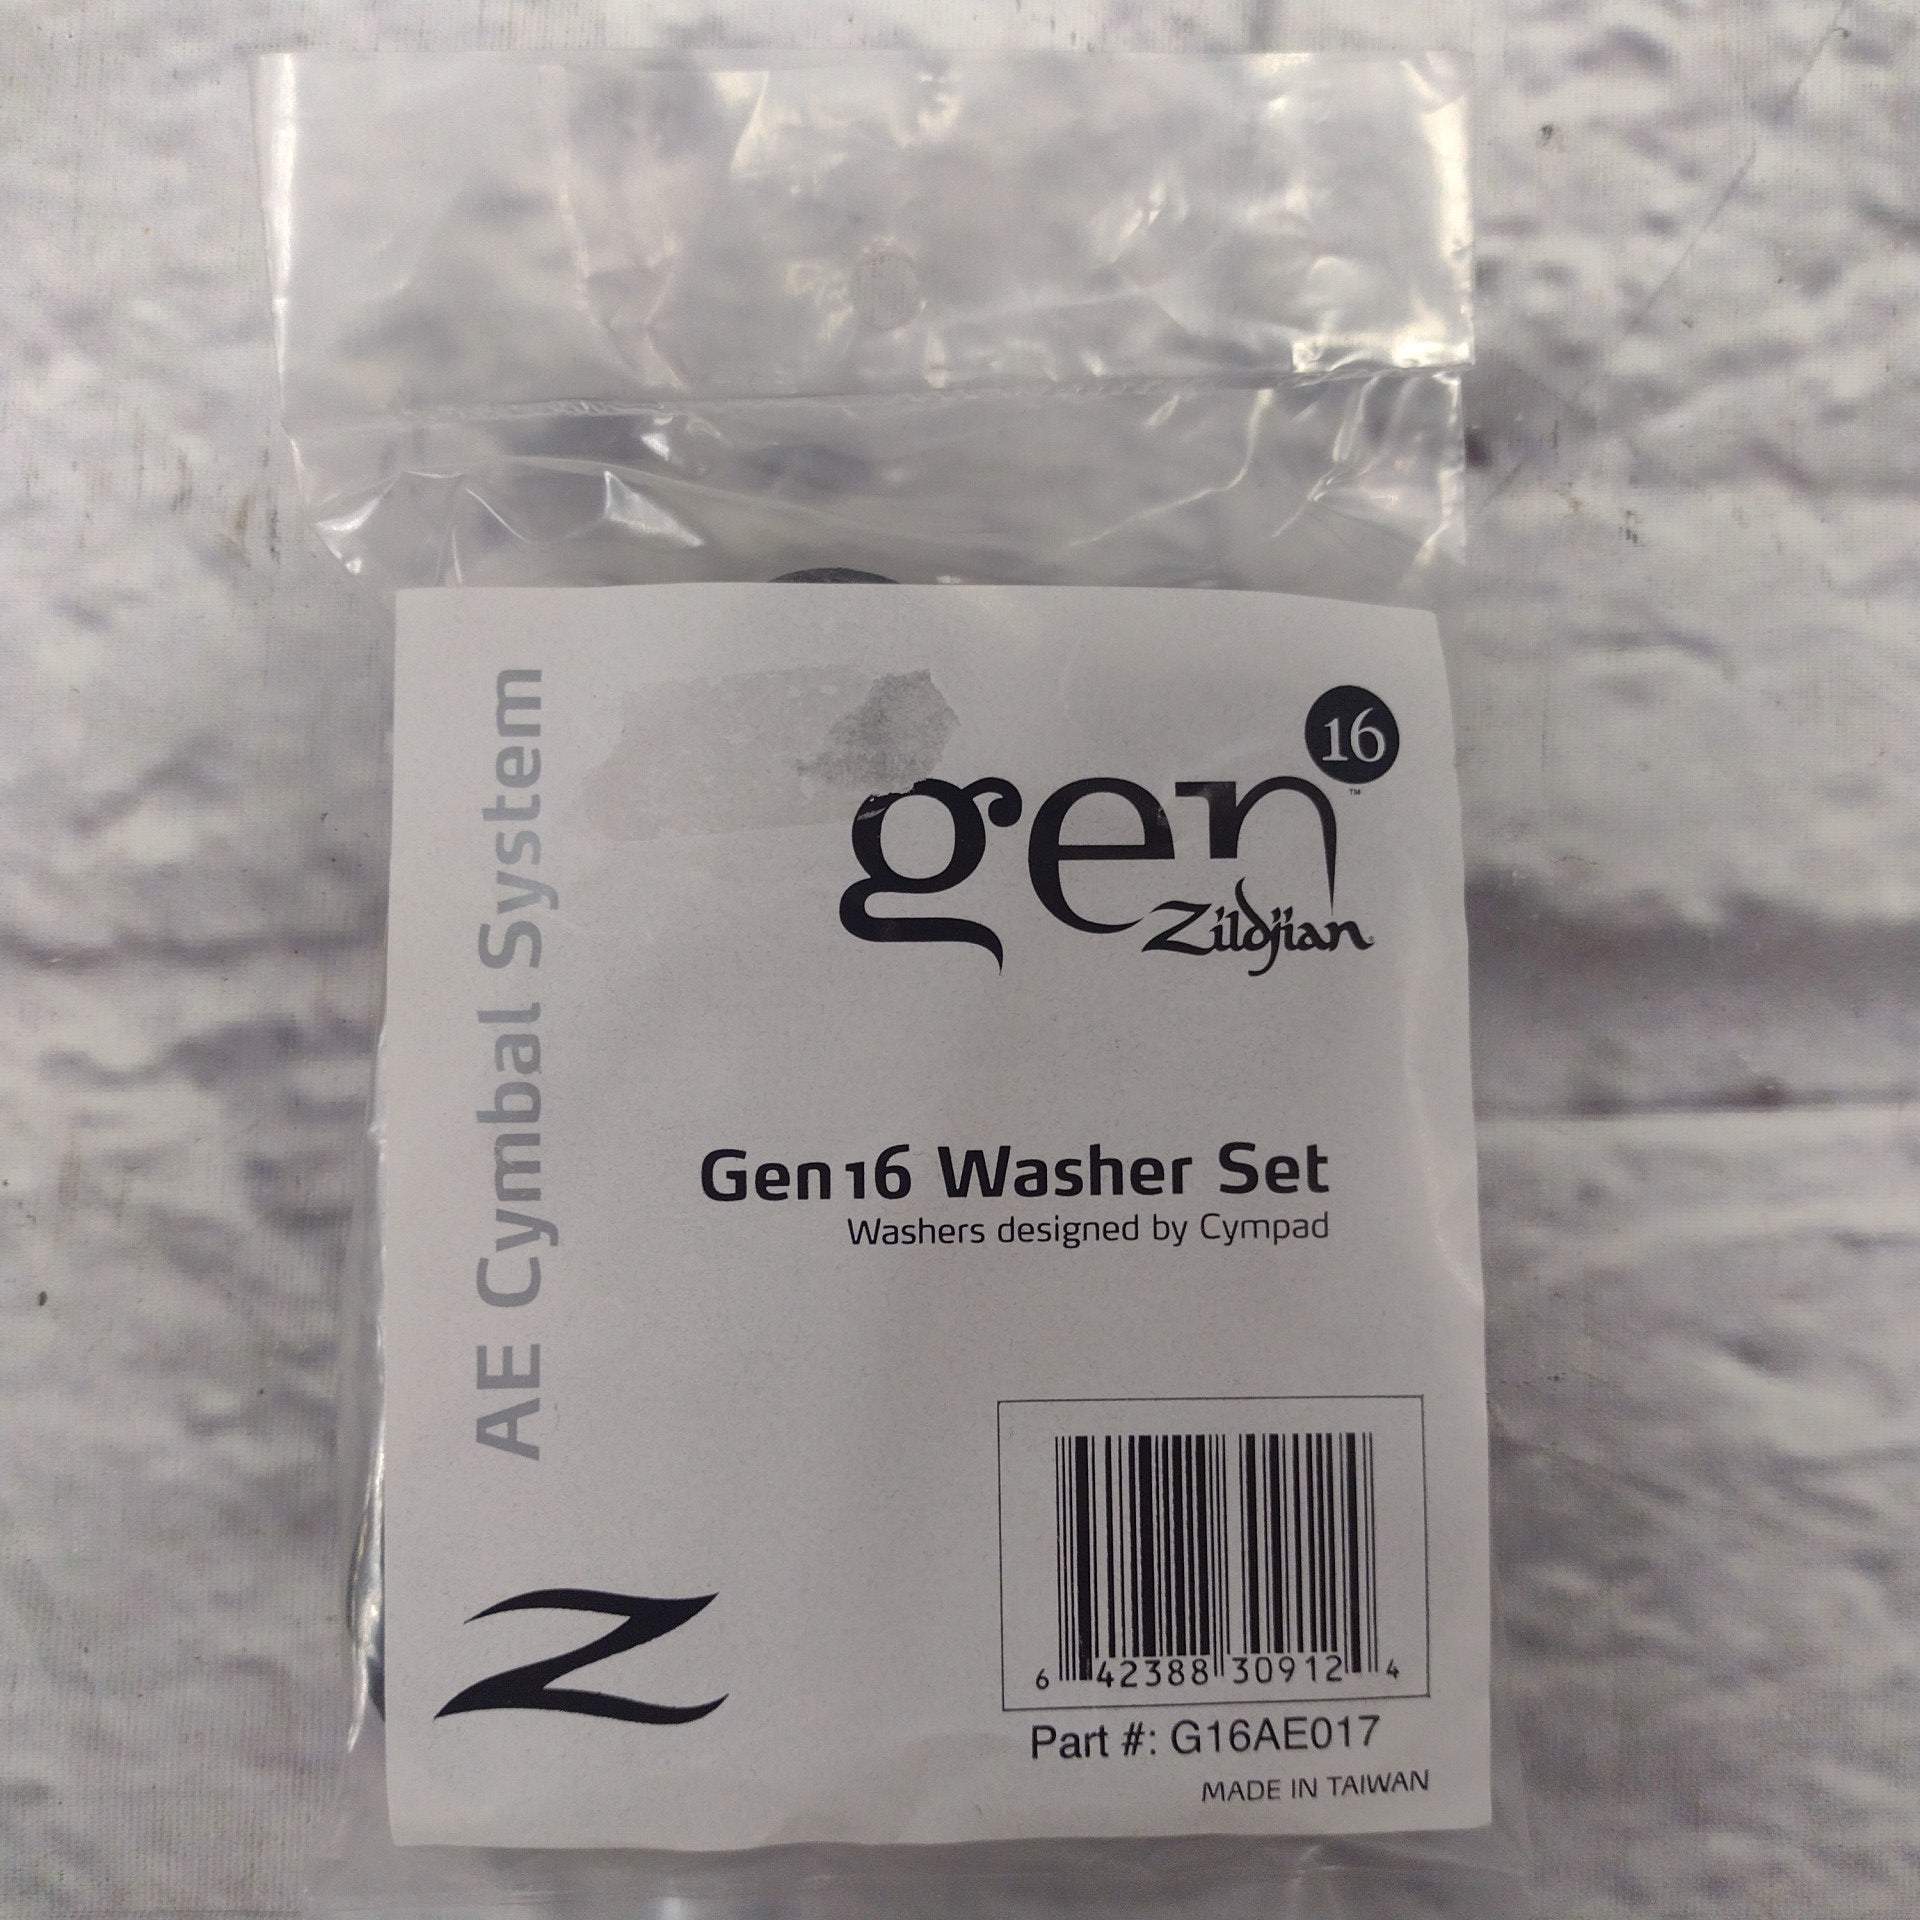 AE Cymbal System
16
gen™
Zildjian®
Gen16 Washer Set
Washers designed by Cympad
Z
6 42388 30912 4
Part #: G16AE017
MADE IN TAIWAN